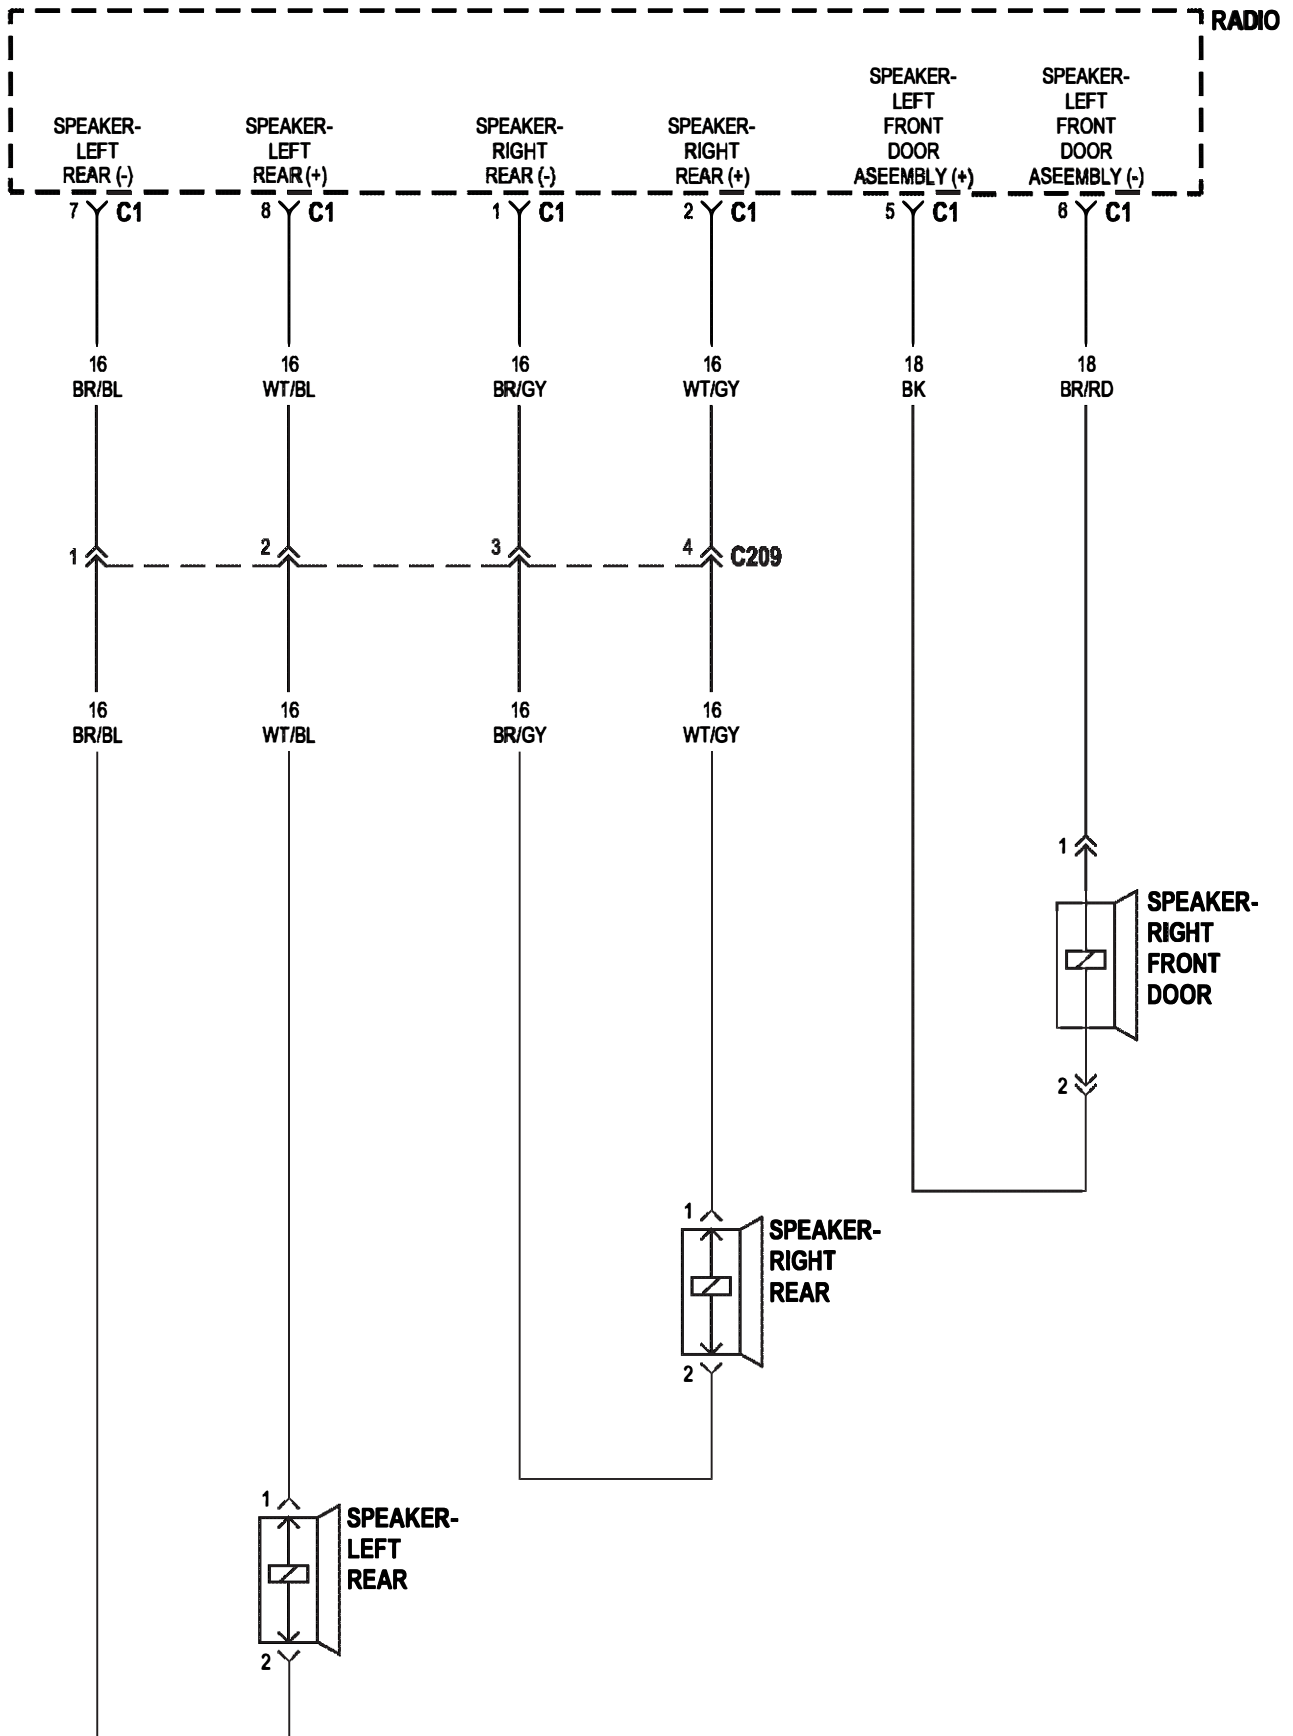 RADIO
SPEAKER-
LEFT
REAR (-)
SPEAKER-
LEFT
REAR (+)
SPEAKER-
RIGHT
REAR (-)
SPEAKER-
RIGHT
REAR (+)
SPEAKER-
LEFT
FRONT
DOOR
ASEEMBLY (+)
SPEAKER-
LEFT
FRONT
DOOR
ASEEMBLY (-)
7 C1
8 C1
1 C1
2 C1
5 C1
6 C1
16
BR/BL
16
WT/BL
16
BR/GY
16
WT/GY
18
BK
18
BR/RD
1
2
3
4
C209
16
BR/BL
16
WT/BL
16
BR/GY
16
WT/GY
1
SPEAKER-
RIGHT
FRONT
DOOR
2
1
SPEAKER-
RIGHT
REAR
2
1
SPEAKER-
LEFT
REAR
2